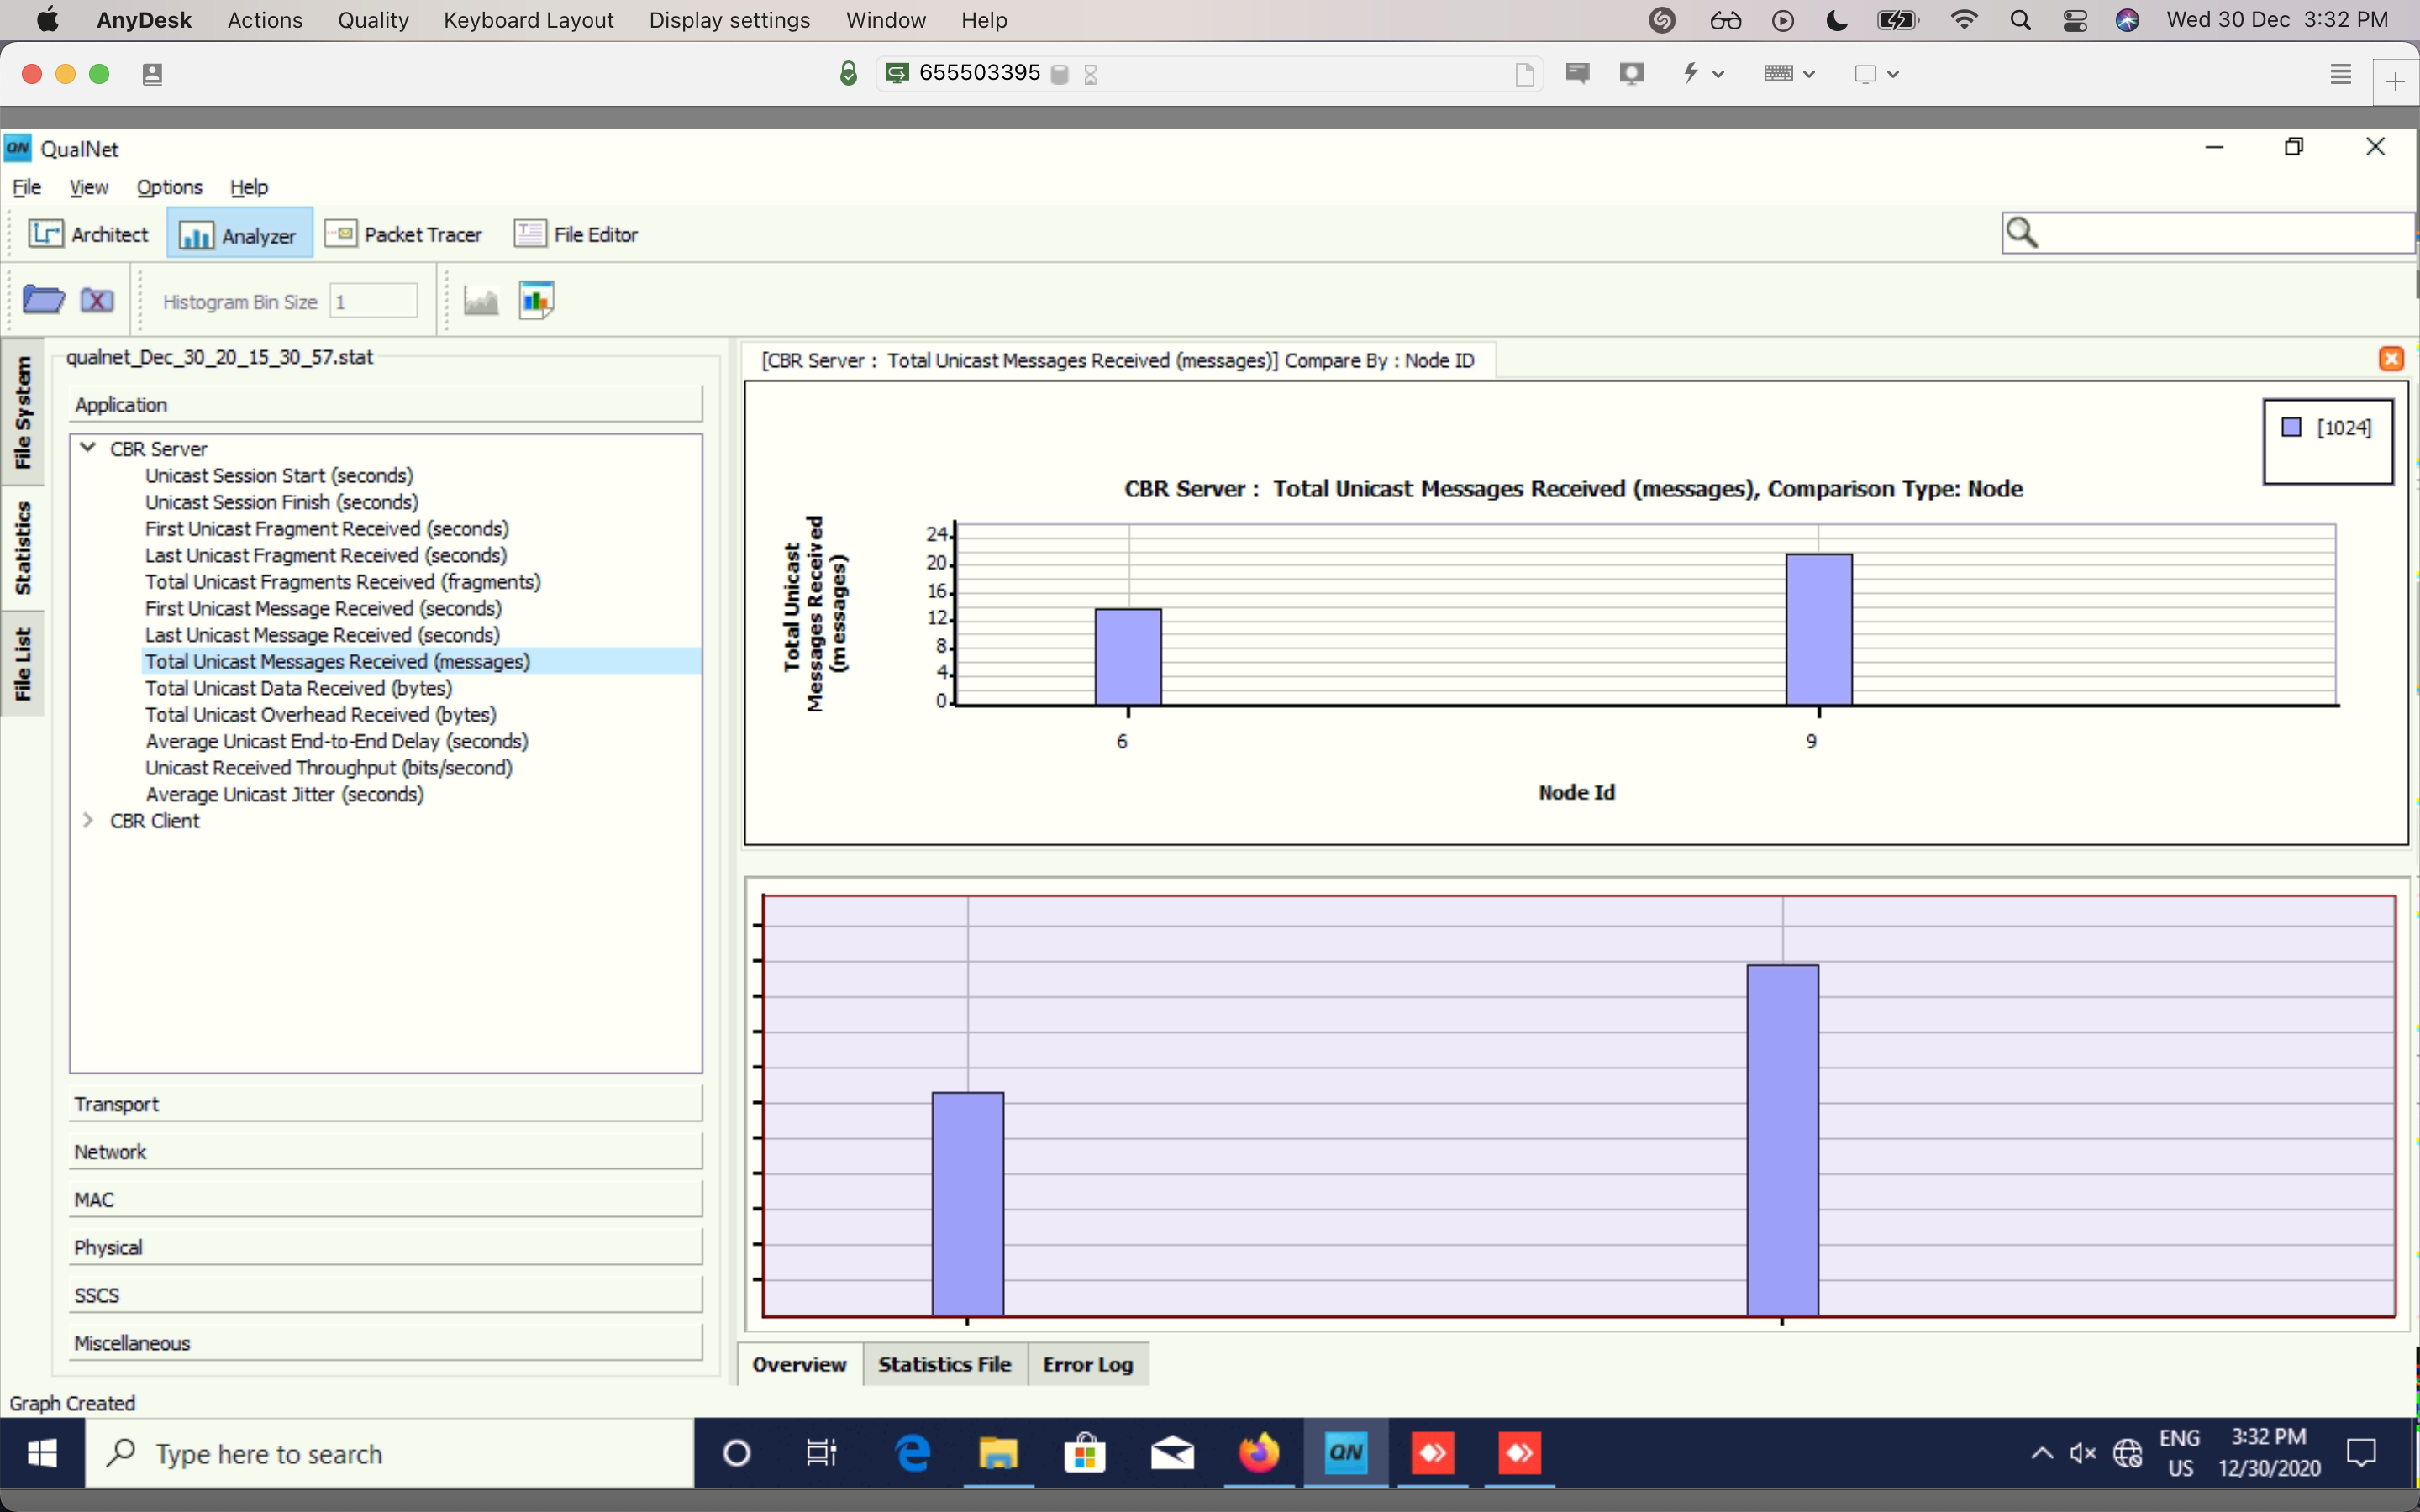 AnyDesk Actions Quality Keyboard Layout Display settings Window Help Wed 30 Dec 3:32 PM
655503395
QN QualNet
File View Options Help
Architect Analyzer Packet Tracer File Editor
Histogram Bin Size 1
File System
Statistics
File List
qualnet_Dec_30_20_15_30_57.stat
Application
CBR Server
Unicast Session Start (seconds)
Unicast Session Finish (seconds)
First Unicast Fragment Received (seconds)
Last Unicast Fragment Received (seconds)
Total Unicast Fragments Received (fragments)
First Unicast Message Received (seconds)
Last Unicast Message Received (seconds)
Total Unicast Messages Received (messages)
Total Unicast Data Received (bytes)
Total Unicast Overhead Received (bytes)
Average Unicast End-to-End Delay (seconds)
Unicast Received Throughput (bits/second)
Average Unicast Jitter (seconds)
CBR Client
Transport
Network
MAC
Physical
SSCS
Miscellaneous
[CBR Server : Total Unicast Messages Received (messages)] Compare By : Node ID
[1024]
CBR Server : Total Unicast Messages Received (messages), Comparison Type: Node
Total Unicast
Messages Received
(messages)
24
20
16
12
8
4
0
6 9
Node Id
Overview Statistics File Error Log
Graph Created
Type here to search
QN
ENG
US
3:32 PM
12/30/2020